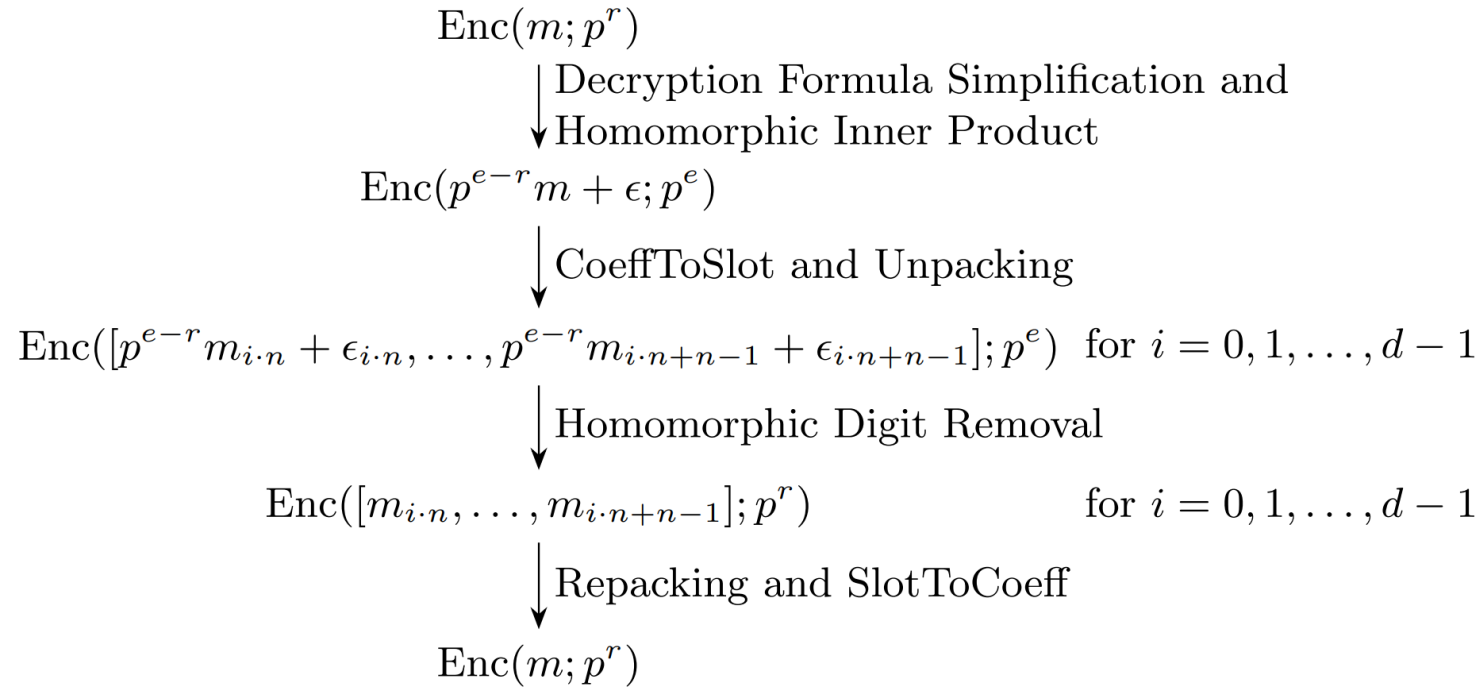 Enc(m; p^r)
Decryption Formula Simplification and
Homomorphic Inner Product
Enc(p^{e−r}m + ϵ; p^e)
CoeffToSlot and Unpacking
Enc([p^{e−r}m_{i·n} + ϵ_{i·n}, . . . , p^{e−r}m_{i·n+n−1} + ϵ_{i·n+n−1}]; p^e) for i = 0, 1, . . . , d − 1
Homomorphic Digit Removal
Enc([m_{i·n}, . . . , m_{i·n+n−1}]; p^r) for i = 0, 1, . . . , d − 1
Repacking and SlotToCoeff
Enc(m; p^r)